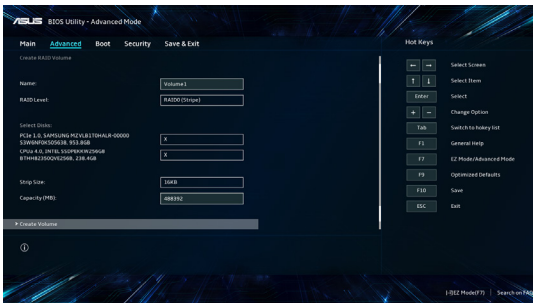 ASUS BIOS Utility - Advanced Mode
Main Advanced Boot Security Save & Exit
Hot Keys
Create RAID Volume
Name: Volume1
RAID Level: RAID0 (Stripe)
Select Disks:
PCIe 1.0, SAMSUNG MZVLB1T0HALR-00000
S3W6NF0K505638, 953.8GB X
CPUa 4.0, INTEL SSDPEKKW256G8
BTHH82350QVE256B, 238.4GB X
Strip Size: 16KB
Capacity (MB): 488392
Create Volume
← → Select Screen
↑ ↓ Select Item
Enter Select
+ − Change Option
Tab Switch to hokey list
F1 General Help
F7 EZ Mode/Advanced Mode
F9 Optimized Defaults
F10 Save
ESC Exit
EZ Mode(F7) | Search on FAQ